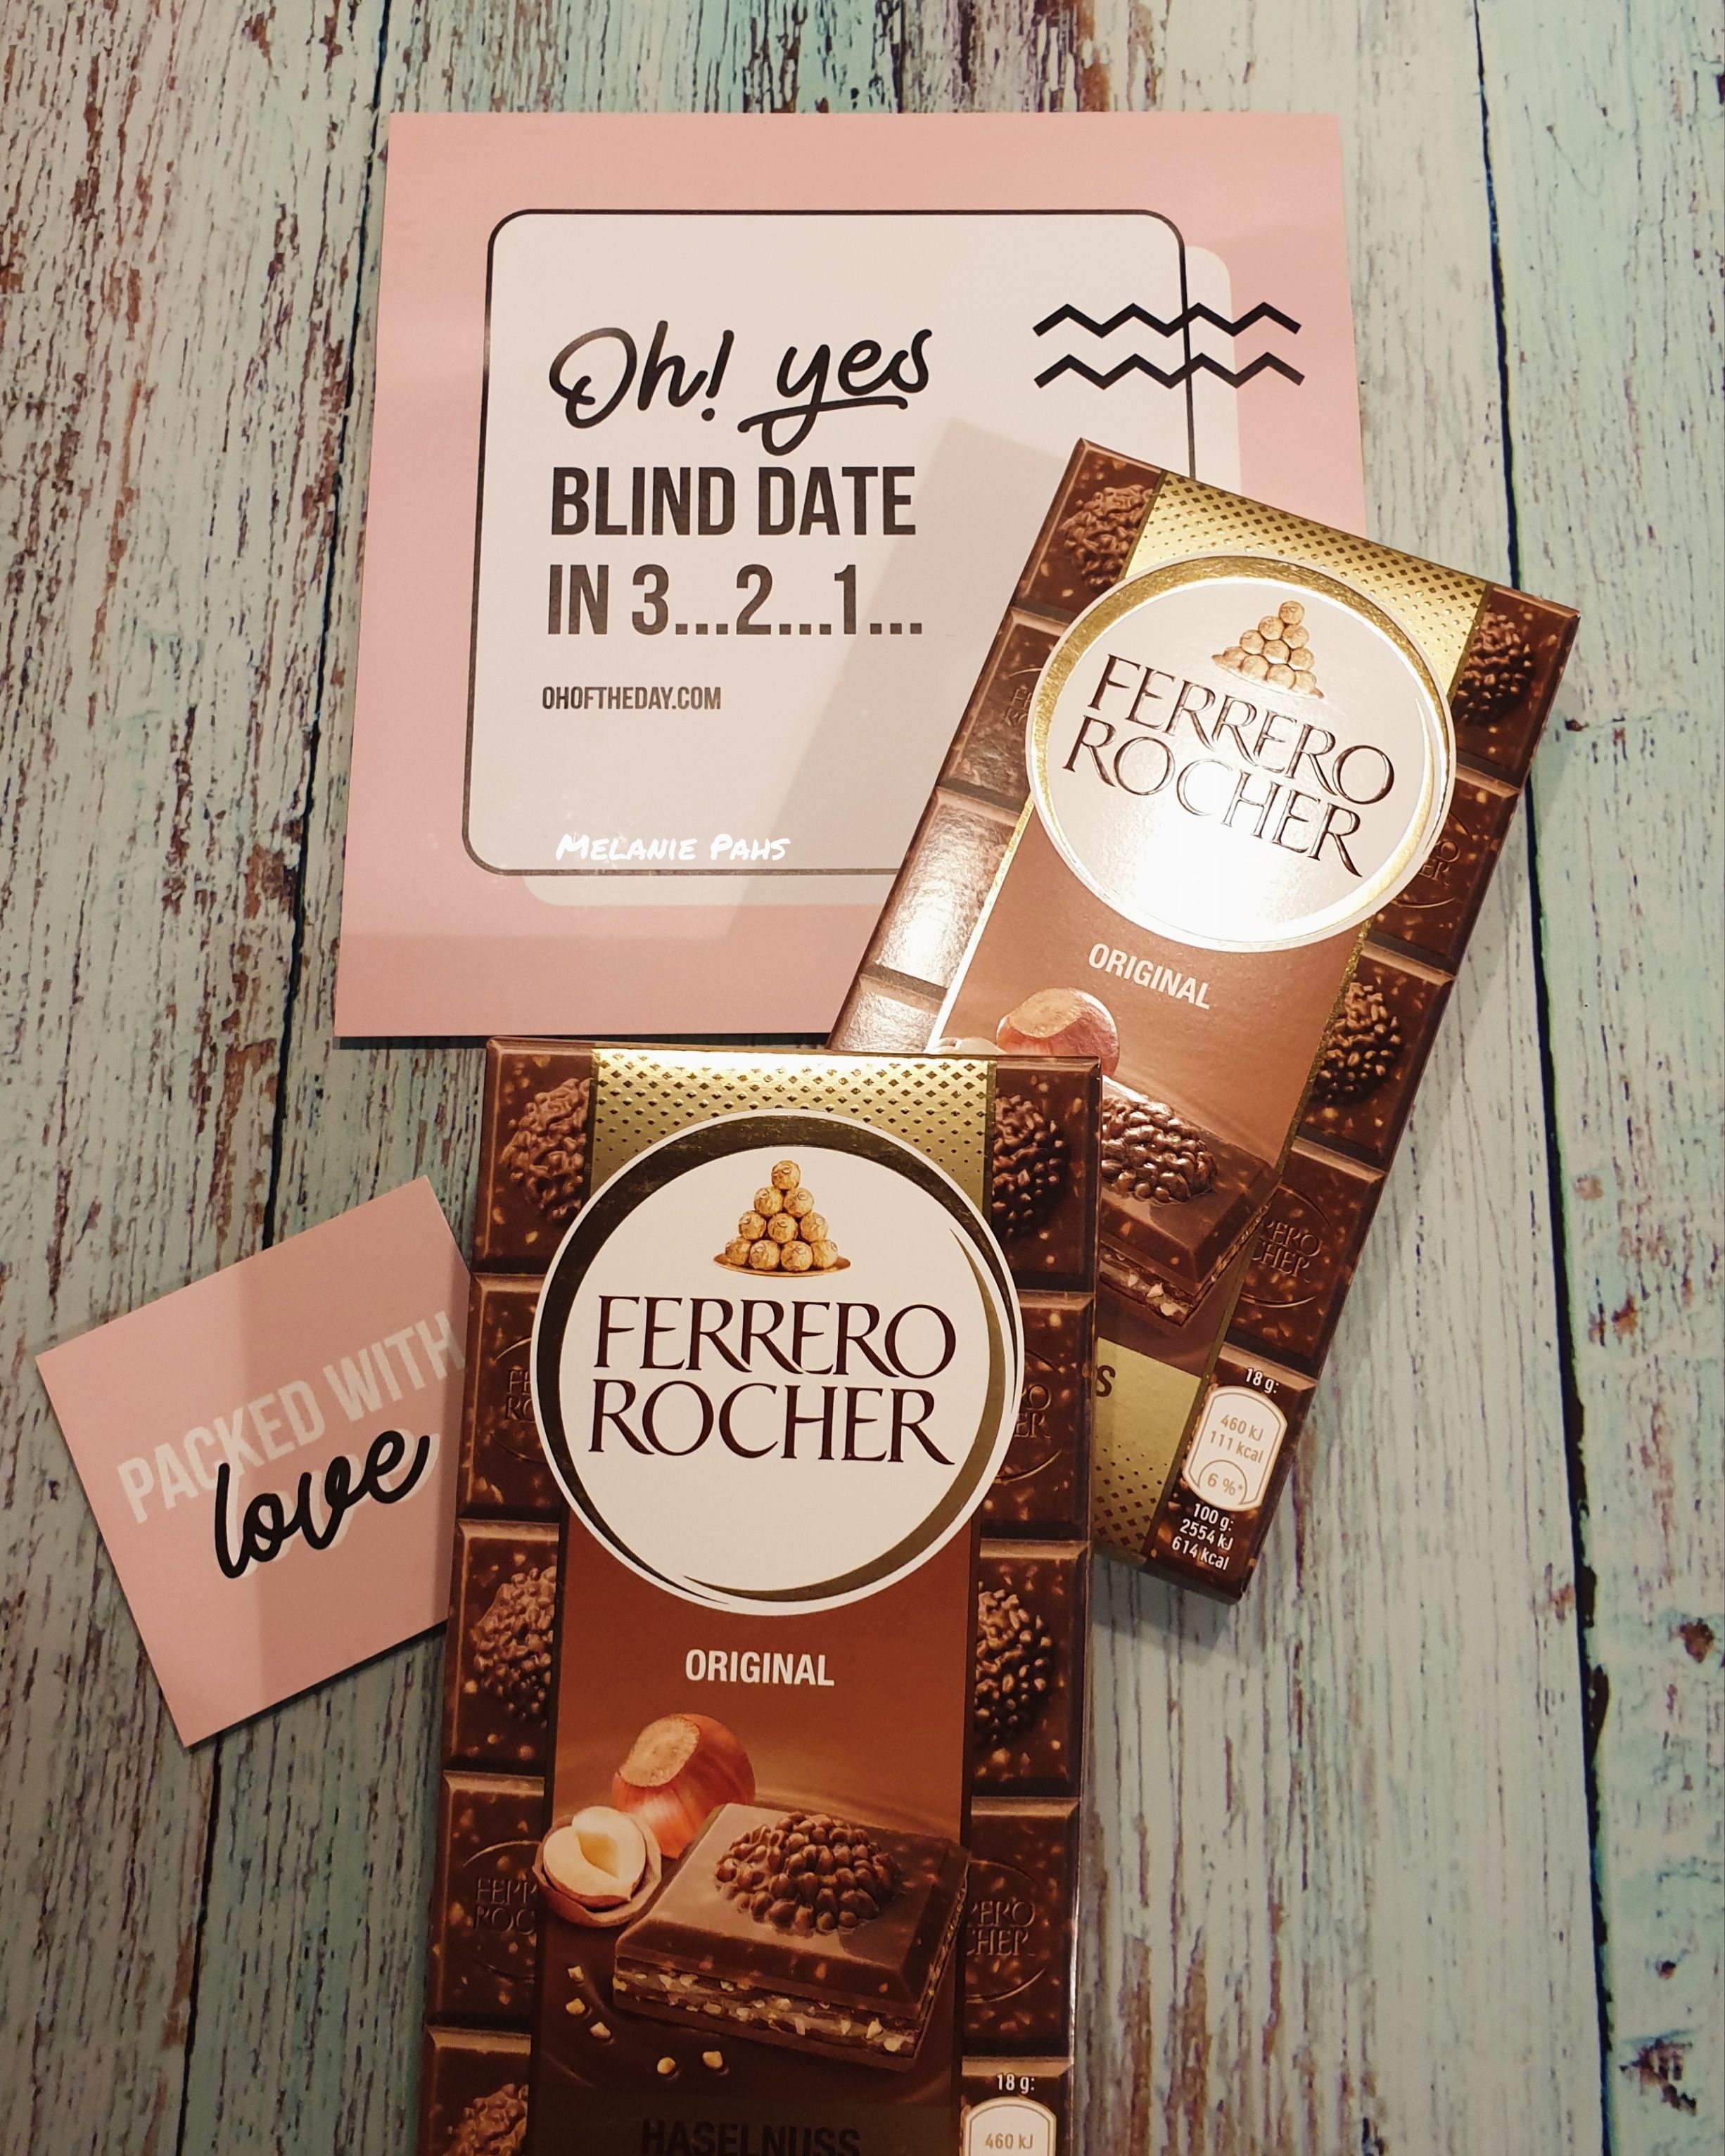 Oh! yes
BLIND DATE
IN 3...2...1...
OHOFTHEDAY.COM
Melanie Pahs
FERRERO
ROCHER
ORIGINAL
18 g:
460 kJ
111 kcal
6 %*
100 g:
2554 kJ
614 kcal
PACKED WITH
love
FERRERO
ROCHER
ORIGINAL
HASELNUSS
18 g:
460 kJ